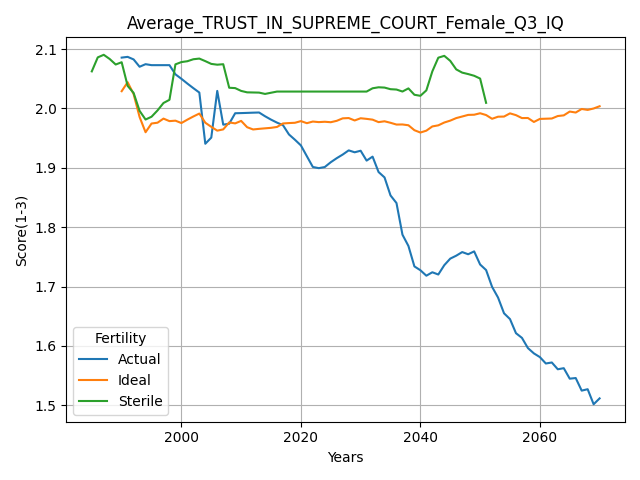 Average_TRUST_IN_SUPREME_COURT_Female_Q3_IQ
Score(1-3)
2.1
2.0
1.9
1.8
1.7
1.6
1.5
Fertility
Actual
Ideal
Sterile
2000 2020 2040 2060
Years